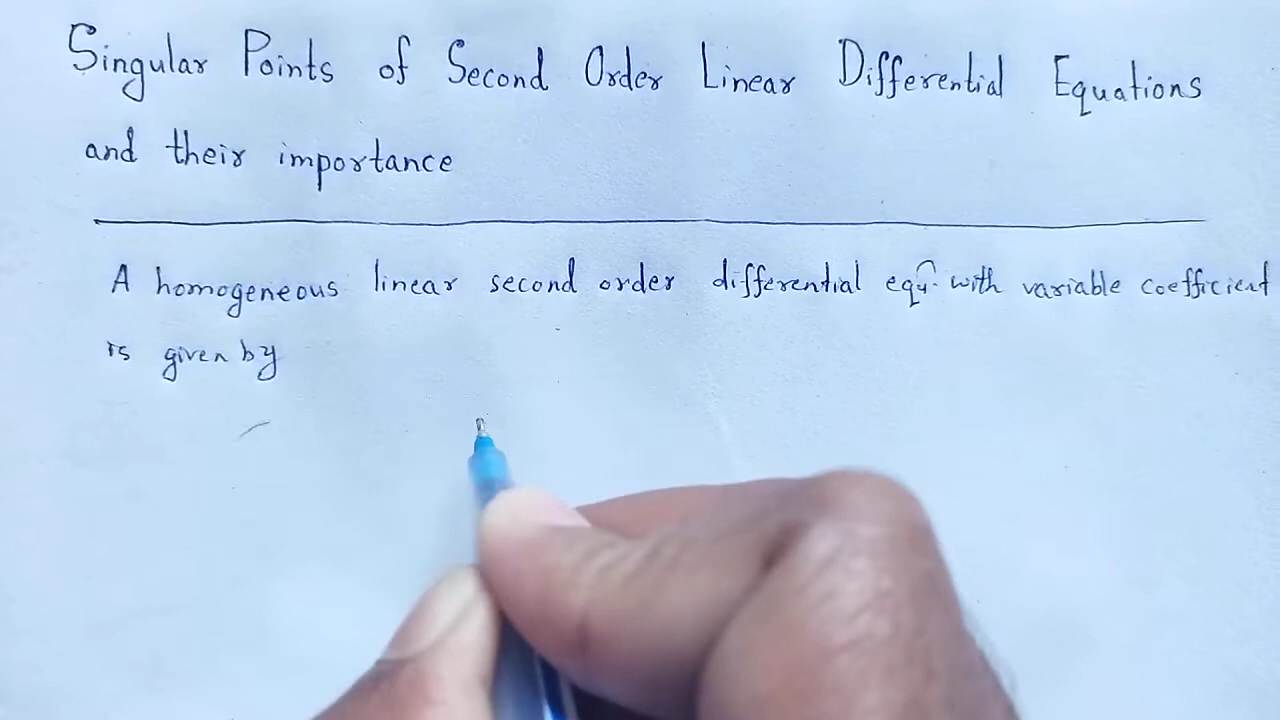 Singular Points of Second Order Linear Differential Equations
and their importance
A homogeneous linear second order differential eqn. with variable coefficient
is given by